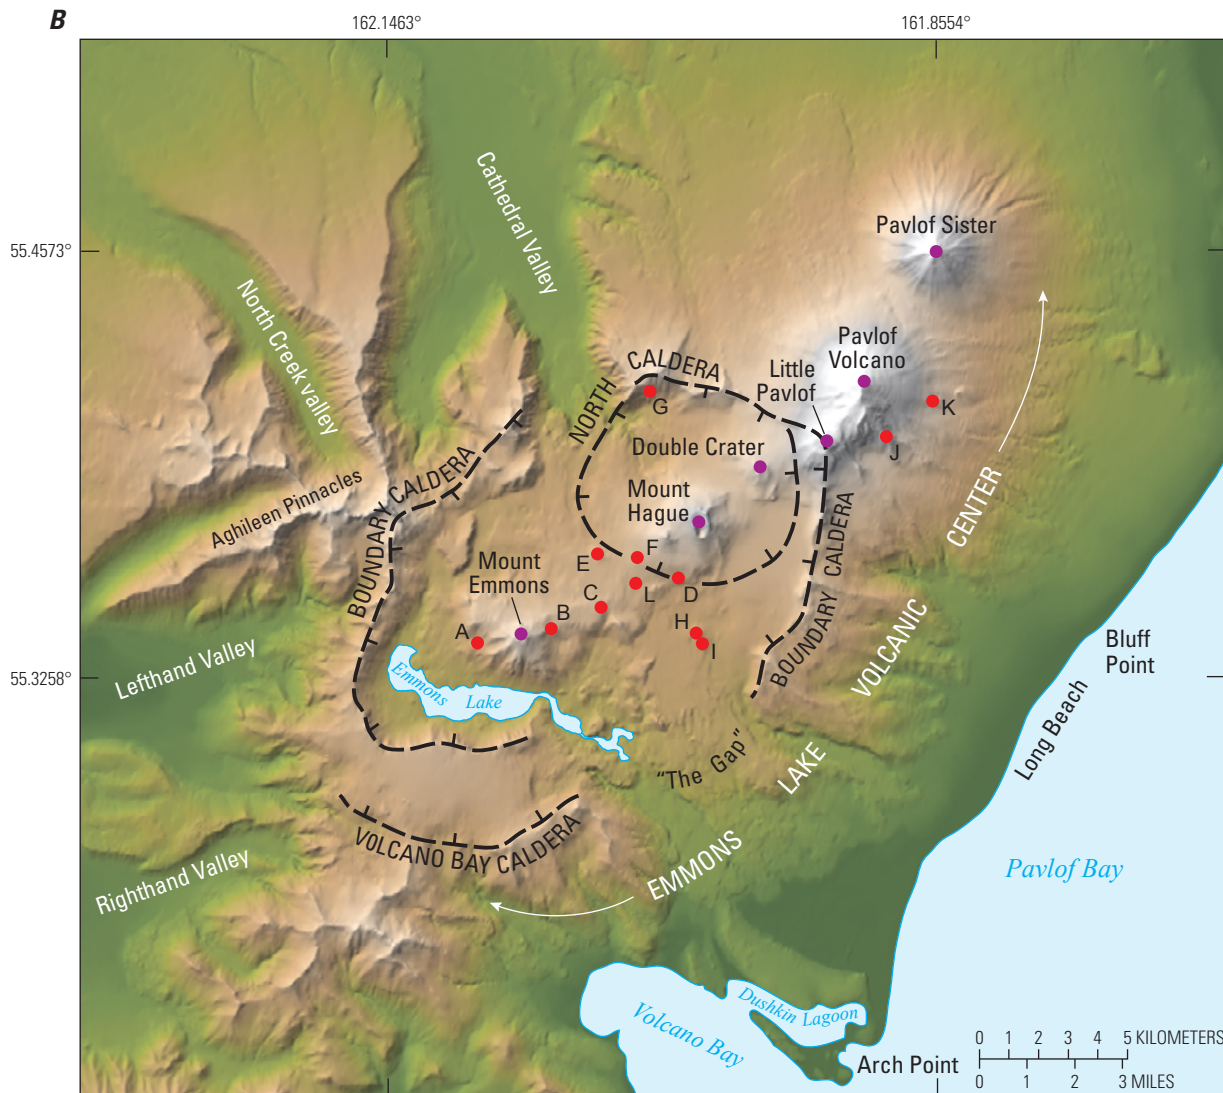 B
162.1463°
161.8554°
55.4573°
55.3258°
Cathedral Valley
North Creek valley
Pavlof Sister
Pavlof
Volcano
Little
Pavlof
NORTH CALDERA
G
K
J
Double Crater
Mount
Hague
Aghileen Pinnacles
BOUNDARY CALDERA
E
F
L
D
C
Mount
Emmons
A
B
H
I
BOUNDARY CALDERA
Lefthand Valley
Emmons Lake
"The Gap"
EMMONS LAKE VOLCANIC CENTER
Bluff
Point
Long Beach
VOLCANO BAY CALDERA
Righthand Valley
Pavlof Bay
Volcano Bay
Dushkin Lagoon
Arch Point
0 1 2 3 4 5 KILOMETERS
0 1 2 3 MILES